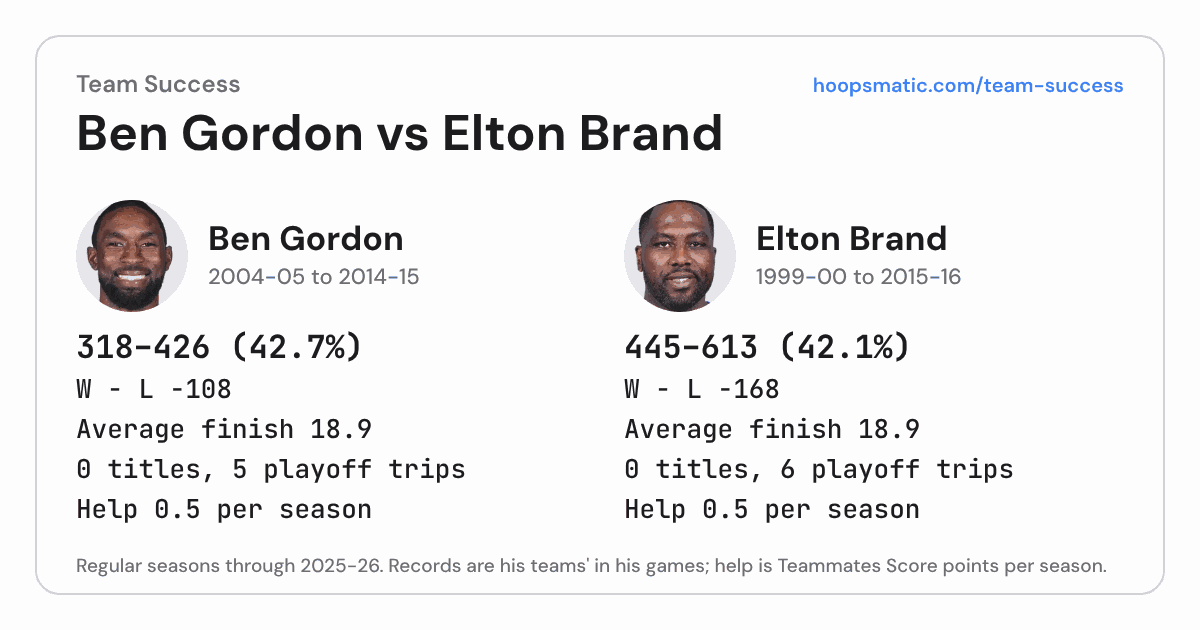 Team Success
hoopsmatic.com/team-success
Ben Gordon vs Elton Brand
Ben Gordon
2004-05 to 2014-15
318-426 (42.7%)
W - L -108
Average finish 18.9
0 titles, 5 playoff trips
Help 0.5 per season
Elton Brand
1999-00 to 2015-16
445-613 (42.1%)
W - L -168
Average finish 18.9
0 titles, 6 playoff trips
Help 0.5 per season
Regular seasons through 2025-26. Records are his teams' in his games; help is Teammates Score points per season.